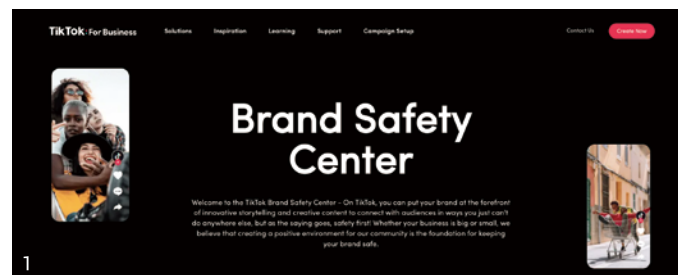 TikTok: For Business
Solutions
Inspiration
Learning
Support
Campaign Setup
Contact Us
Create Now
Brand Safety
Center
Welcome to the TikTok Brand Safety Center - On TikTok, you can put your brand at the forefront
of innovative storytelling and creative content to connect with audiences in ways you just can't
do anywhere else, but as the saying goes, safety first! Whether your business is big or small, we
believe that creating a positive environment for our community is the foundation for keeping
your brand safe.
1